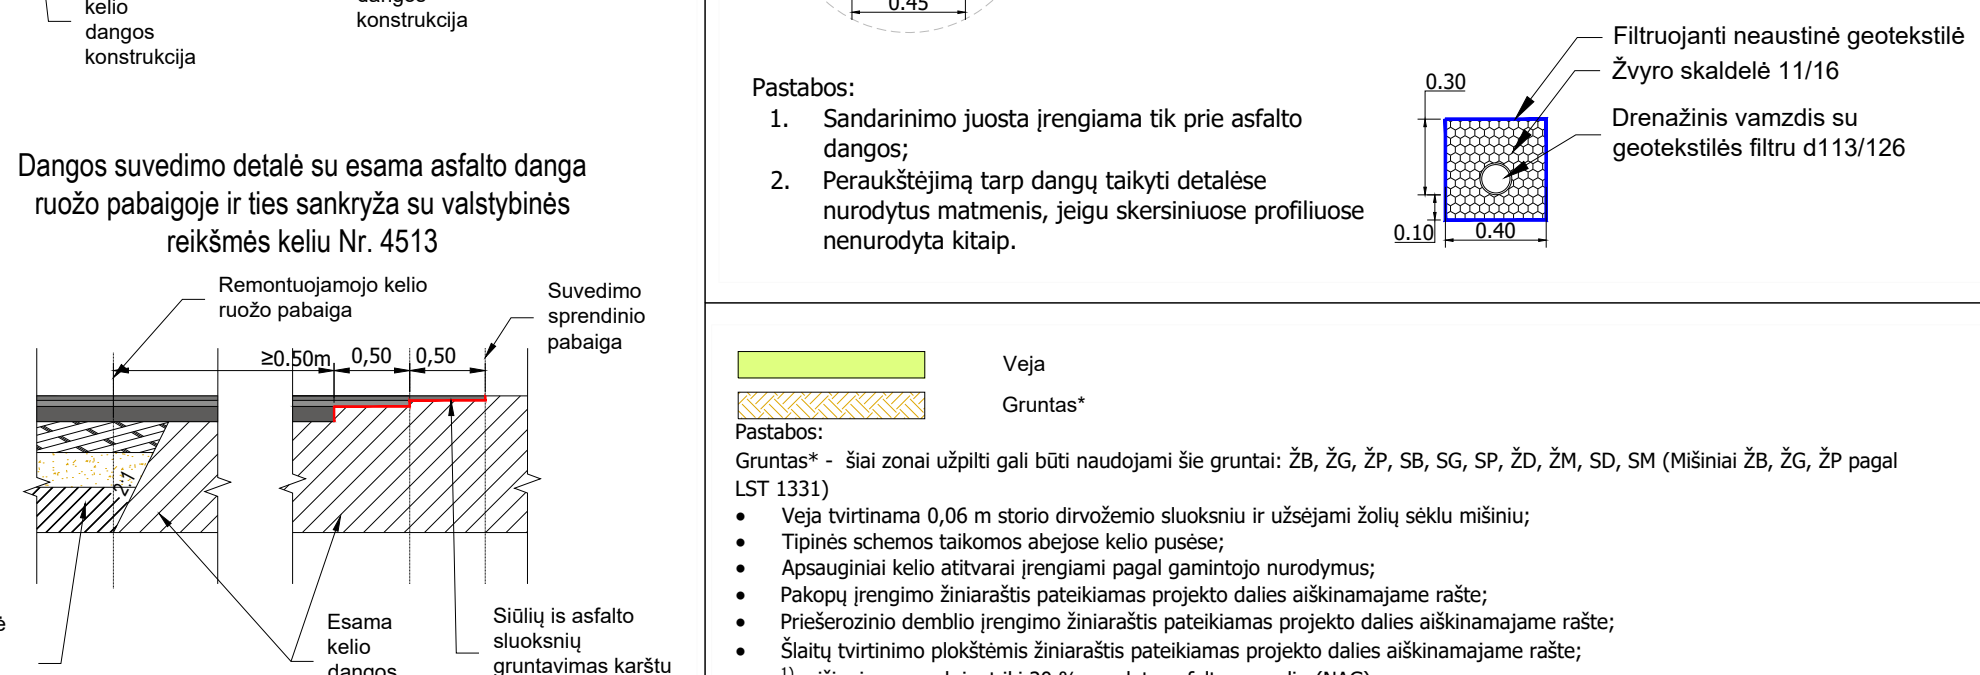 kelio
dangos
konstrukcija
konstrukcija
Dangos suvedimo detalė su esama asfalto danga
ruožo pabaigoje ir ties sankryža su valstybinės
reikšmės keliu Nr. 4513
Remontuojamojo kelio
ruožo pabaiga
Suvedimo
sprendinio
pabaiga
≥0.50m
0,50
0,50
2:1
Esama
kelio
dangos
Siūlių is asfalto
sluoksnių
gruntavimas karštu
0.45
Pastabos:
1. Sandarinimo juosta įrengiama tik prie asfalto
dangos;
2. Peraukštėjimą tarp dangų taikyti detalėse
nurodytus matmenis, jeigu skersiniuose profiliuose
nenurodyta kitaip.
Filtruojanti neaustinė geotekstilė
Žvyro skaldelė 11/16
Drenažinis vamzdis su
geotekstilės filtru d113/126
0.30
0.10
0.40
Veja
Gruntas*
Pastabos:
Gruntas* - šiai zonai užpilti gali būti naudojami šie gruntai: ŽB, ŽG, ŽP, SB, SG, SP, ŽD, ŽM, SD, SM (Mišiniai ŽB, ŽG, ŽP pagal
LST 1331)
• Veja tvirtinama 0,06 m storio dirvožemio sluoksniu ir užsėjami žolių sėklu mišiniu;
• Tipinės schemos taikomos abejose kelio pusėse;
• Apsauginiai kelio atitvarai įrengiami pagal gamintojo nurodymus;
• Pakopų įrengimo žiniaraštis pateikiamas projekto dalies aiškinamajame rašte;
• Priešerozinio demblio įrengimo žiniaraštis pateikiamas projekto dalies aiškinamajame rašte;
• Šlaitų tvirtinimo plokštėmis žiniaraštis pateikiamas projekto dalies aiškinamajame rašte;